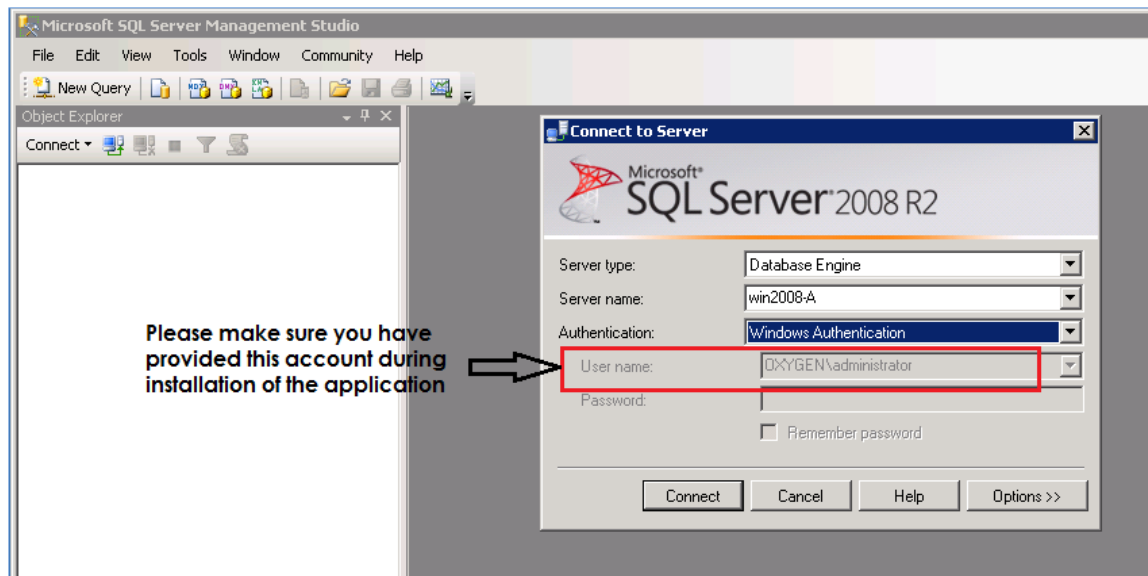 Microsoft SQL Server Management Studio
File Edit View Tools Window Community Help
New Query
Object Explorer
Connect
Connect to Server
Microsoft®
SQL Server® 2008 R2
Server type: Database Engine
Server name: win2008-A
Authentication: Windows Authentication
User name: OXYGEN\administrator
Password:
Remember password
Connect Cancel Help Options >>
Please make sure you have
provided this account during
installation of the application